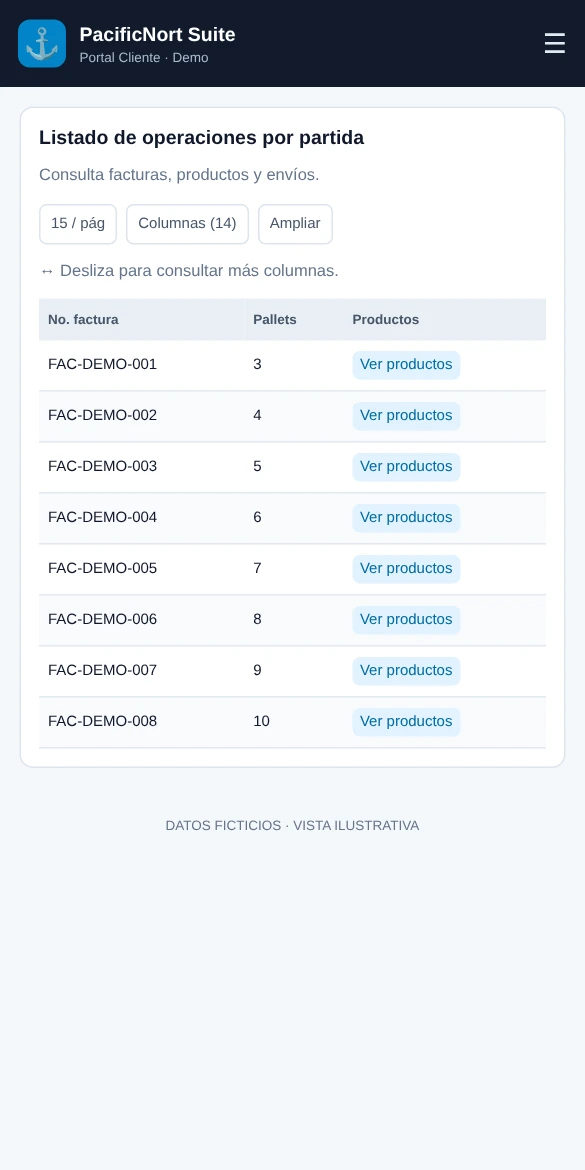 PacificNort Suite
Portal Cliente · Demo
Listado de operaciones por partida
Consulta facturas, productos y envíos.
15 / pág Columnas (14) Ampliar
↔ Desliza para consultar más columnas.
No. factura Pallets Productos
FAC-DEMO-001 3 Ver productos
FAC-DEMO-002 4 Ver productos
FAC-DEMO-003 5 Ver productos
FAC-DEMO-004 6 Ver productos
FAC-DEMO-005 7 Ver productos
FAC-DEMO-006 8 Ver productos
FAC-DEMO-007 9 Ver productos
FAC-DEMO-008 10 Ver productos
DATOS FICTICIOS · VISTA ILUSTRATIVA